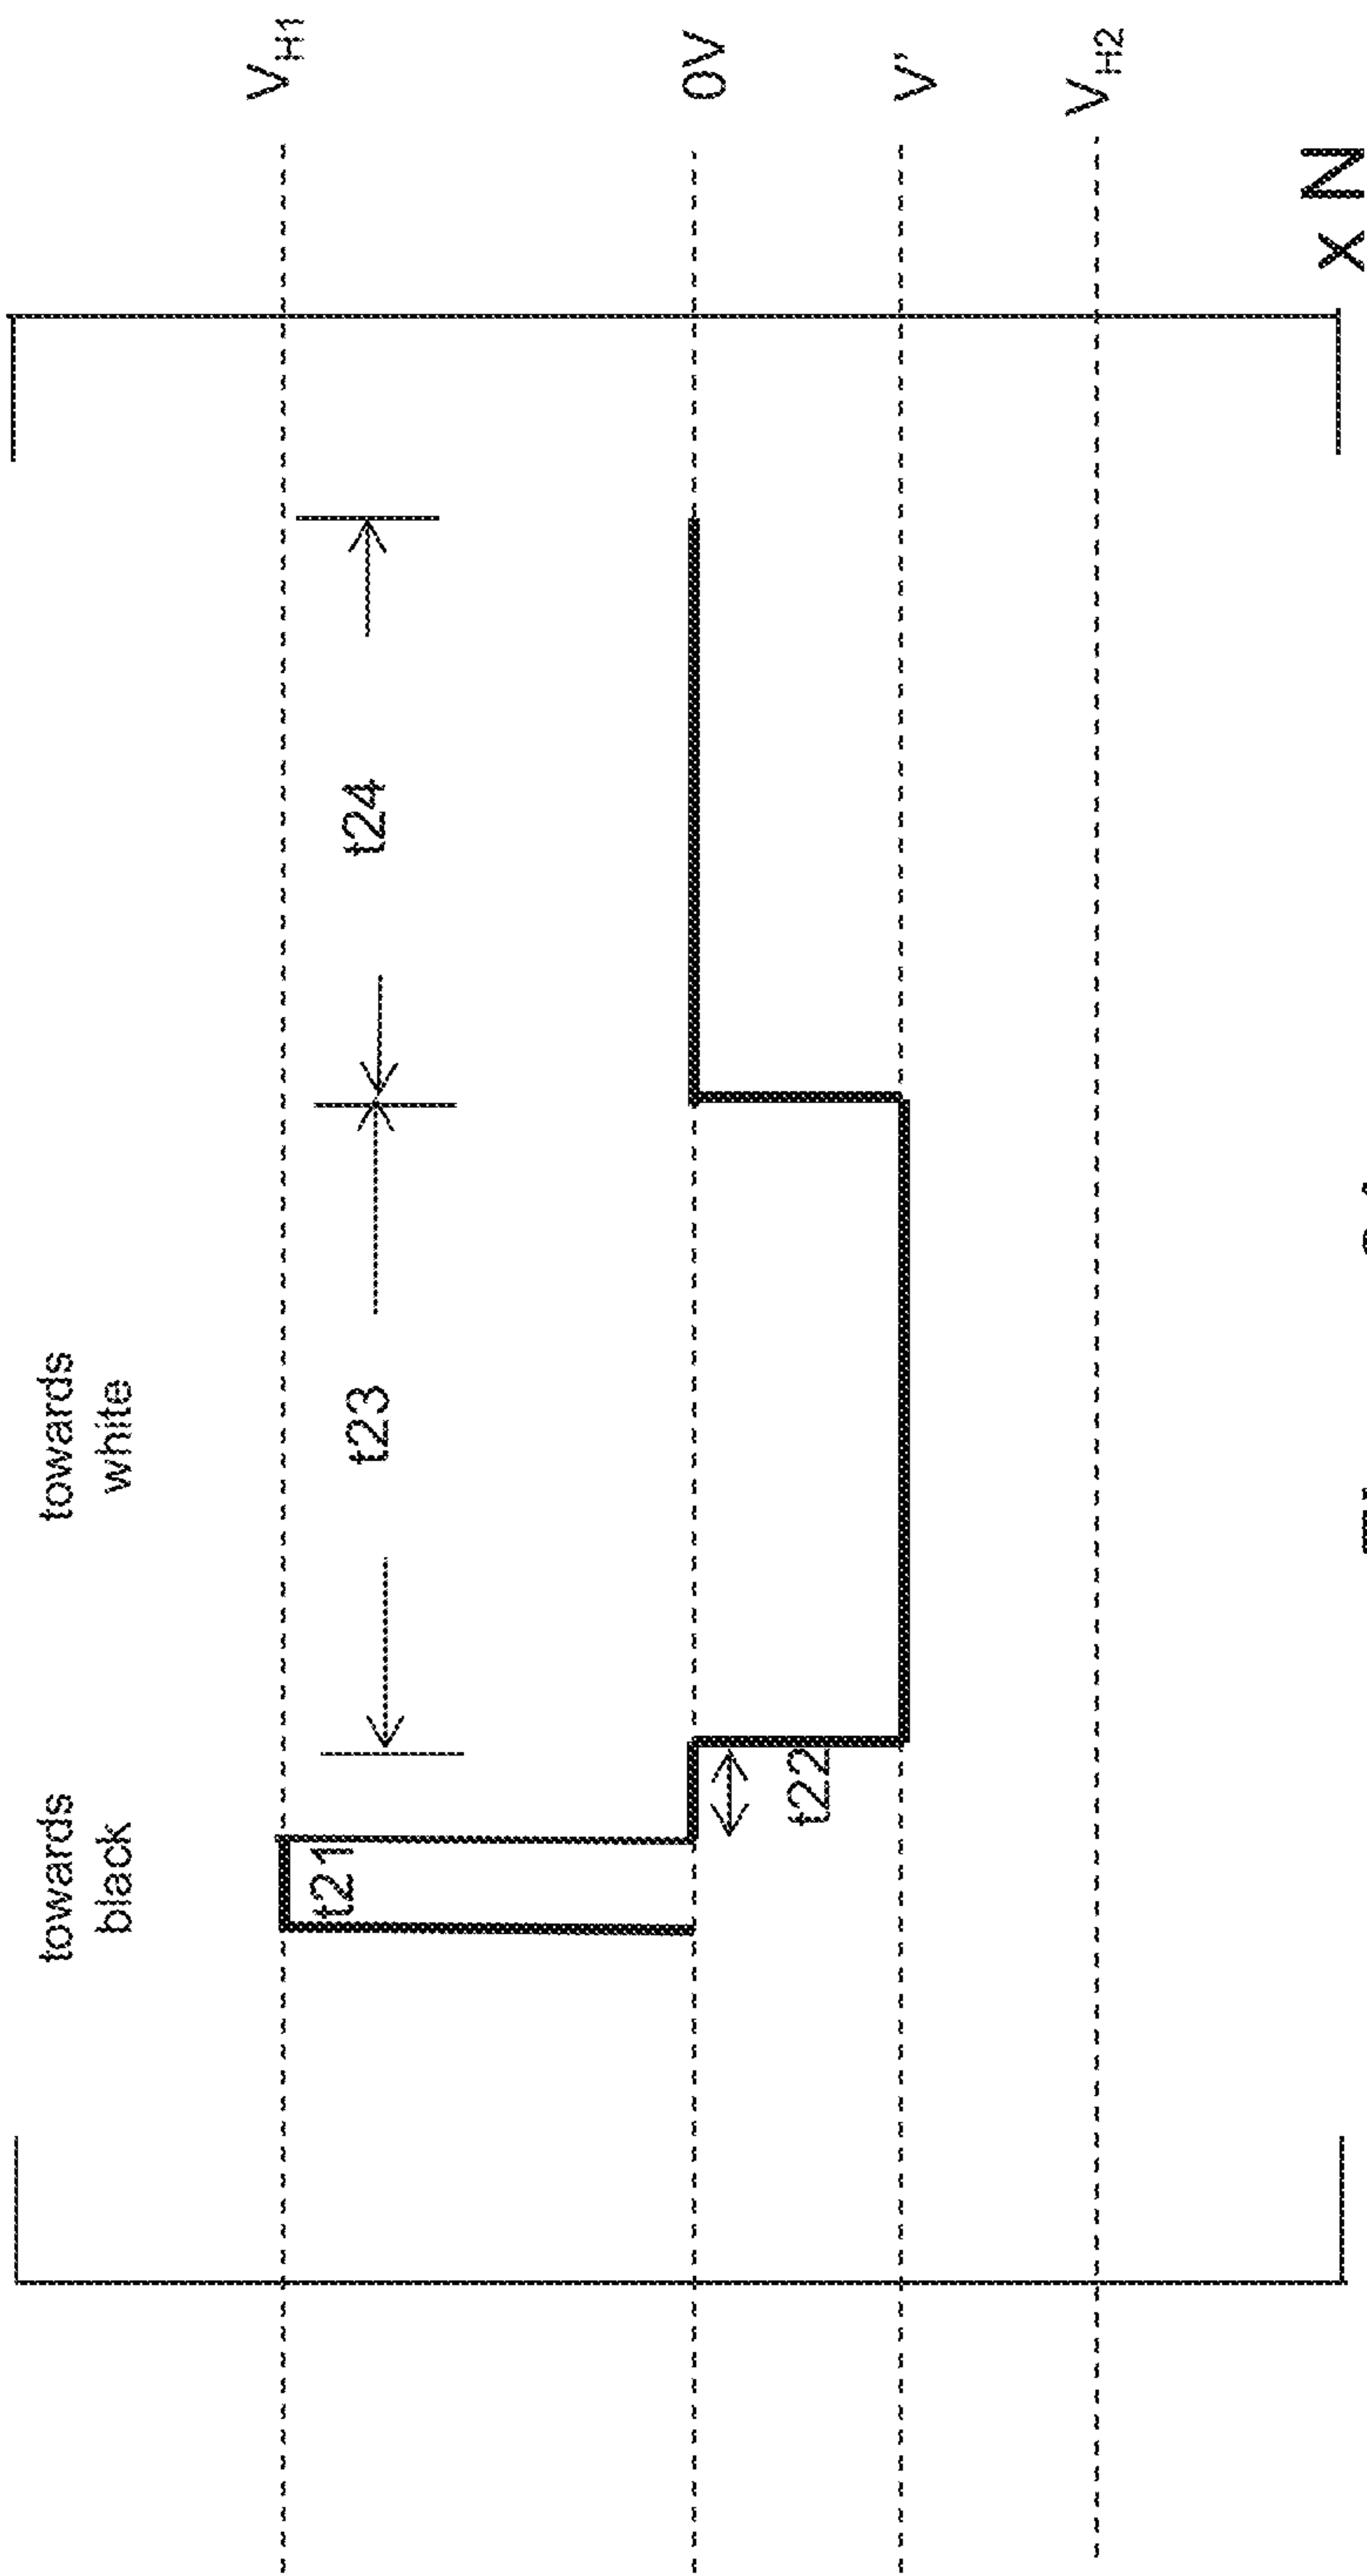 towards
black
towards
white
V_H1
t21
t23
t24
0V
t22
V'
V_H2
x N